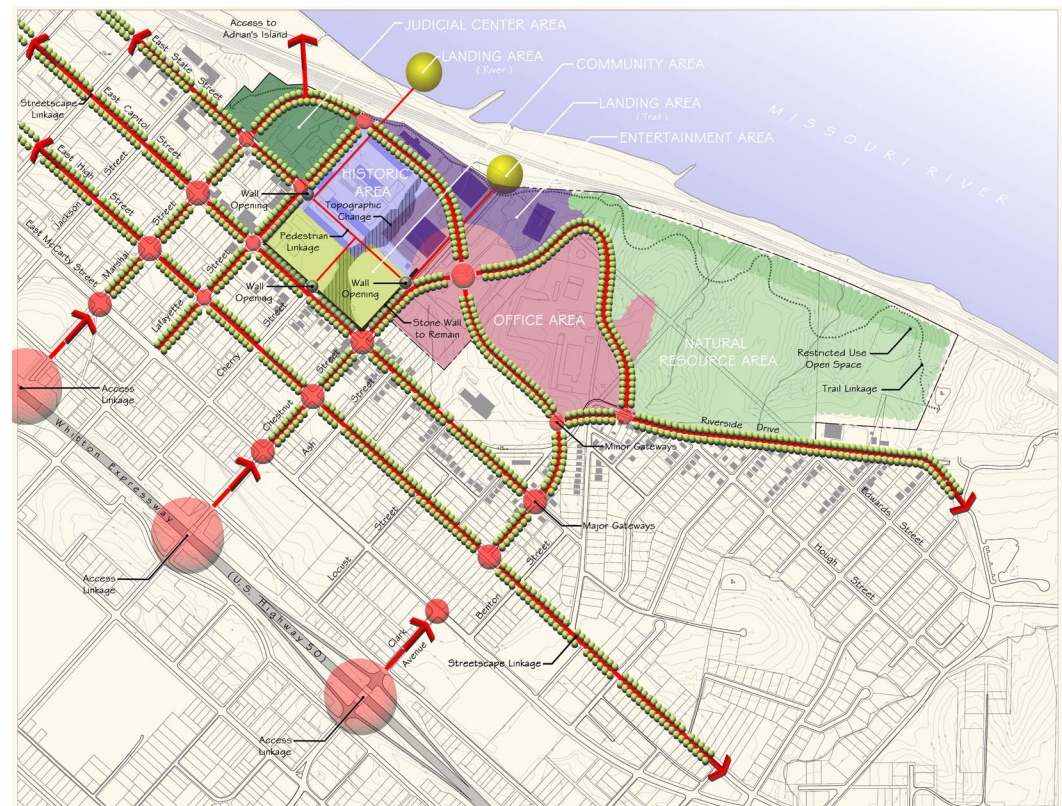 Access to
Adrian's Island
JUDICIAL CENTER AREA
LANDING AREA
( River )
COMMUNITY AREA
LANDING AREA
( Trail )
ENTERTAINMENT AREA
MISSOURI RIVER
East State Street
Streetscape
Linkage
East Capitol Street
East High Street
Jackson
Street
East McCarty Street
Marshal
Street
Lafayette
Street
Cherry
Street
Wall
Opening
HISTORIC
AREA
Topographic
Change
Pedestrian
Linkage
Wall
Opening
Wall
Opening
Stone Wall
to Remain
OFFICE AREA
NATURAL
RESOURCE AREA
Restricted Use
Open Space
Trail Linkage
Access
Linkage
Whitton Expressway
(U.S. Highway 50)
Chestnut
Street
Ash
Street
Riverside Drive
Minor Gateways
Major Gateways
Edwards Street
Hough Street
Locust
Street
Benton
Street
Access
Linkage
Clark
Avenue
Streetscape Linkage
Access
Linkage